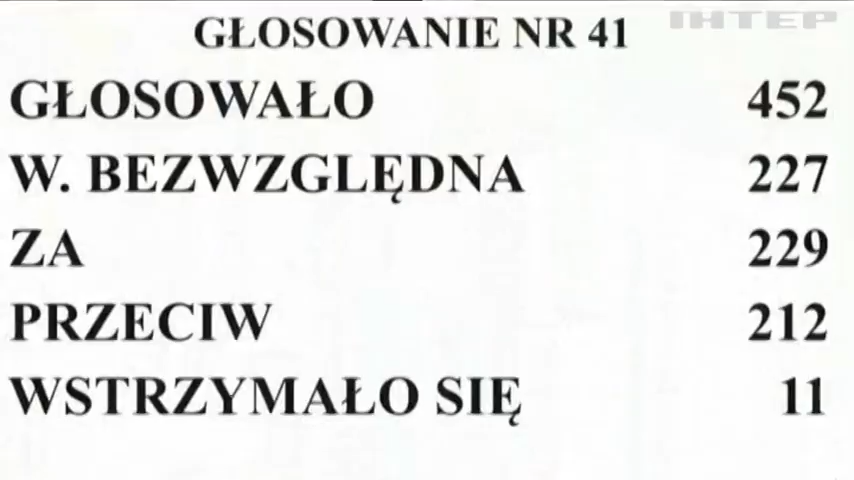 ІНТЕР
GŁOSOWANIE NR 41
GŁOSOWAŁO 452
W. BEZWZGLĘDNA 227
ZA 229
PRZECIW 212
WSTRZYMAŁO SIĘ 11